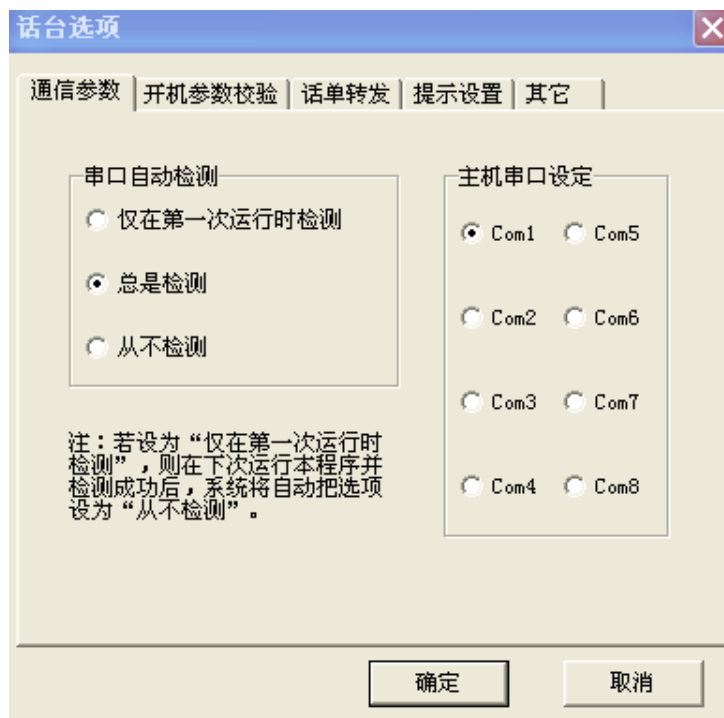 话台选项
通信参数 开机参数校验 话单转发 提示设置 其它
串口自动检测
仅在第一次运行时检测
总是检测
从不检测
注：若设为“仅在第一次运行时
检测”，则在下次运行本程序并
检测成功后，系统将自动把选项
设为“从不检测”。
主机串口设定
Com1 Com5
Com2 Com6
Com3 Com7
Com4 Com8
确定 取消